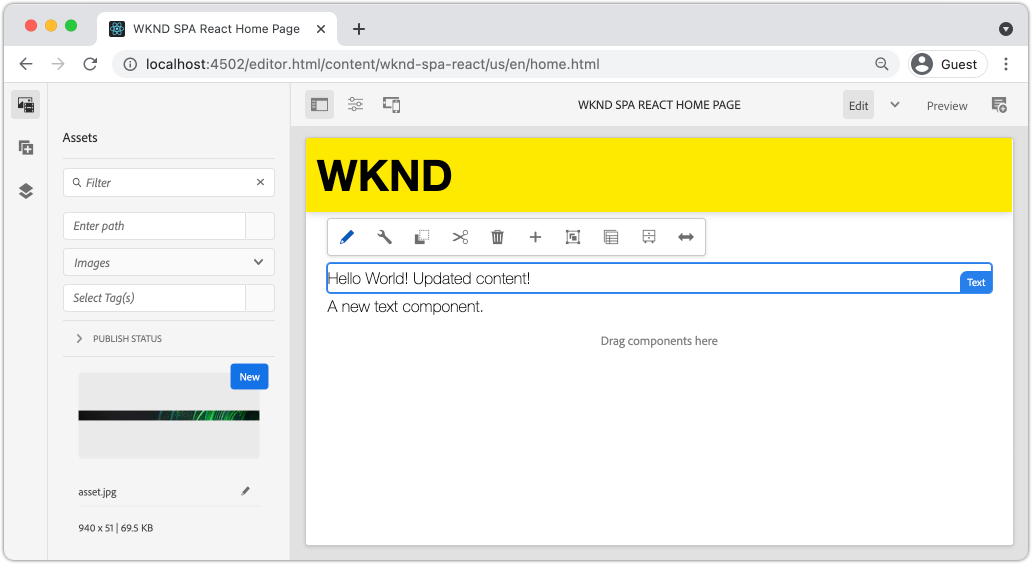 WKND SPA React Home Page
localhost:4502/editor.html/content/wknd-spa-react/us/en/home.html
Guest
WKND SPA REACT HOME PAGE
Edit
Preview
Assets
Filter
Enter path
Images
Select Tag(s)
PUBLISH STATUS
New
asset.jpg
940 x 51 | 69.5 KB
WKND
Hello World! Updated content!
Text
A new text component.
Drag components here